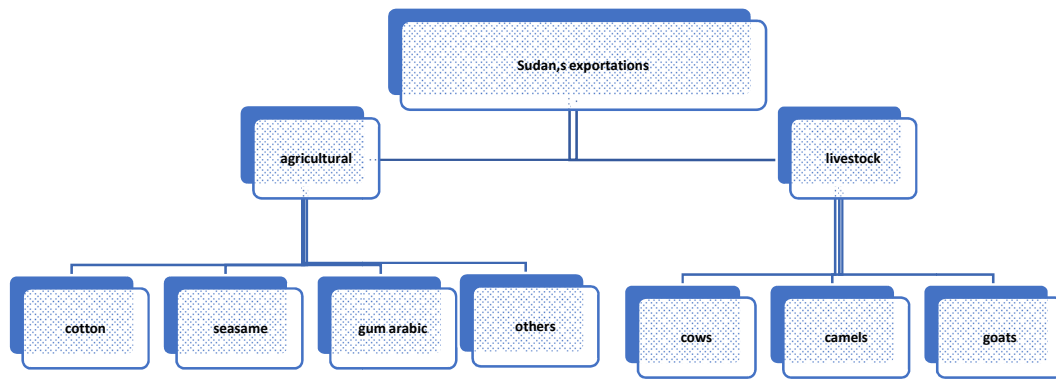 Sudan,s exportations
agricultural
livestock
cotton
seasame
gum arabic
others
cows
camels
goats